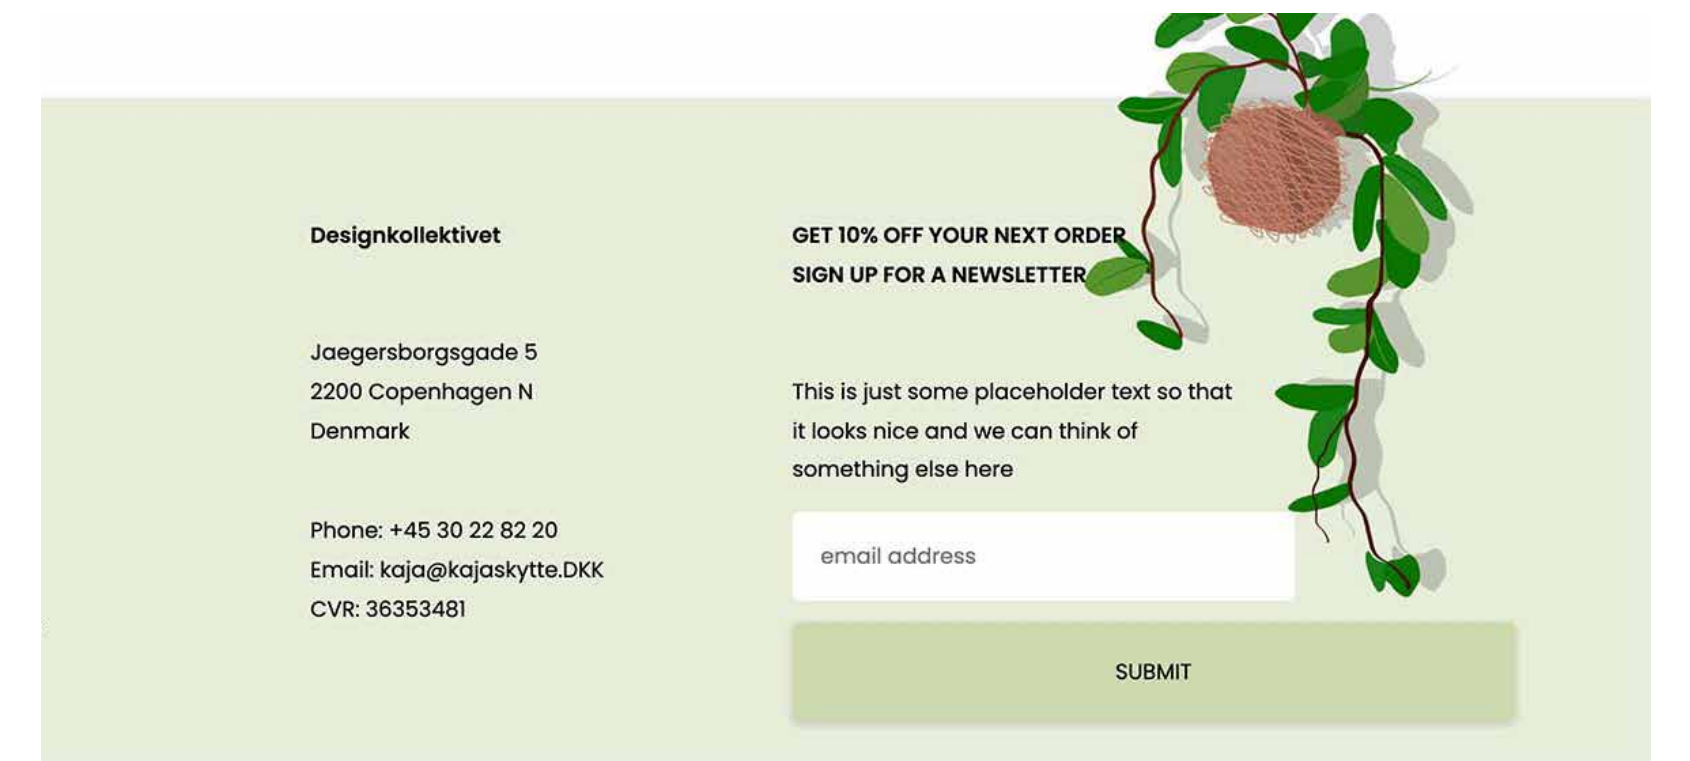 Designkollektivet
Jaegersborgsgade 5
2200 Copenhagen N
Denmark
Phone: +45 30 22 82 20
Email: kaja@kajaskytte.DKK
CVR: 36353481
GET 10% OFF YOUR NEXT ORDER
SIGN UP FOR A NEWSLETTER
This is just some placeholder text so that
it looks nice and we can think of
something else here
email address
SUBMIT